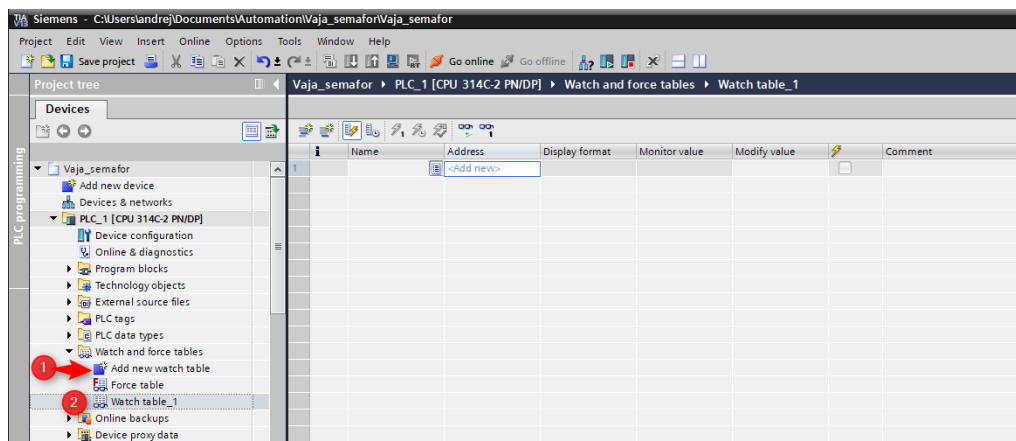 TIA V13 Siemens - C:\Users\andrej\Documents\Automation\Vaja_semafor\Vaja_semafor
Project Edit View Insert Online Options Tools Window Help
Save project Go online Go offline
Project tree
Vaja_semafor ▸ PLC_1 [CPU 314C-2 PN/DP] ▸ Watch and force tables ▸ Watch table_1
Devices
i Name Address Display format Monitor value Modify value Comment
1 <Add new>
PLC programming
Vaja_semafor
Add new device
Devices & networks
PLC_1 [CPU 314C-2 PN/DP]
Device configuration
Online & diagnostics
Program blocks
Technology objects
External source files
PLC tags
PLC data types
Watch and force tables
1 Add new watch table
Force table
2 Watch table_1
Online backups
Device proxy data